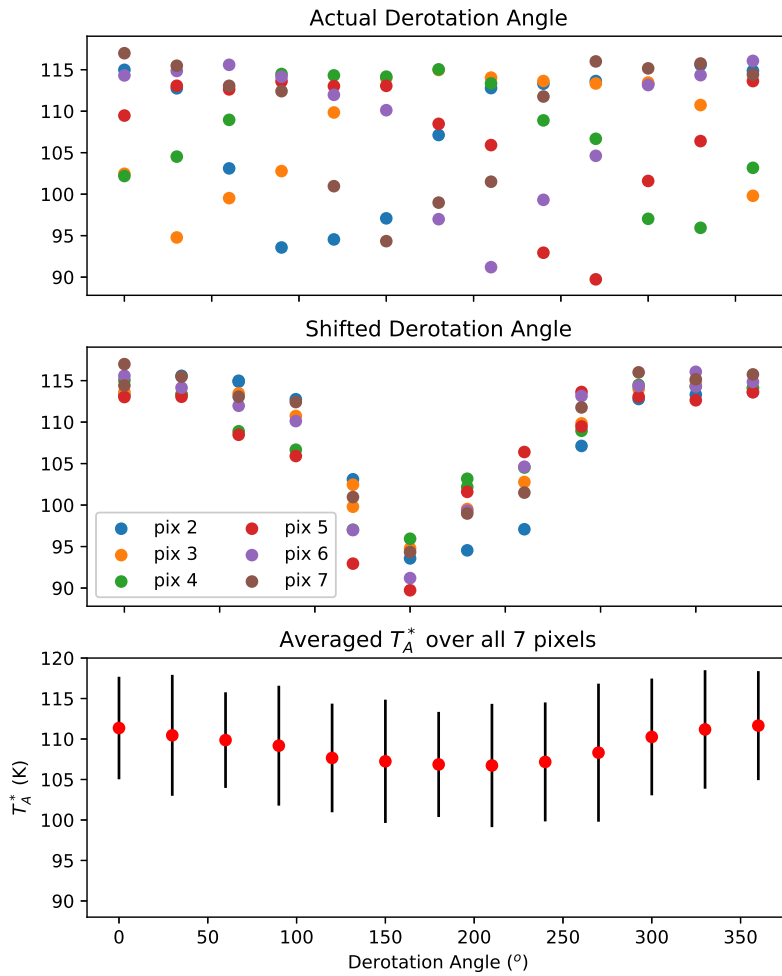 Actual Derotation Angle
115
110
105
100
95
90
Shifted Derotation Angle
115
110
105
100
95
90
pix 2
pix 3
pix 4
pix 5
pix 6
pix 7
Averaged $T_A^*$ over all 7 pixels
120
115
110
105
100
95
90
$T_A^*$ (K)
0 50 100 150 200 250 300 350
Derotation Angle ($^o$)